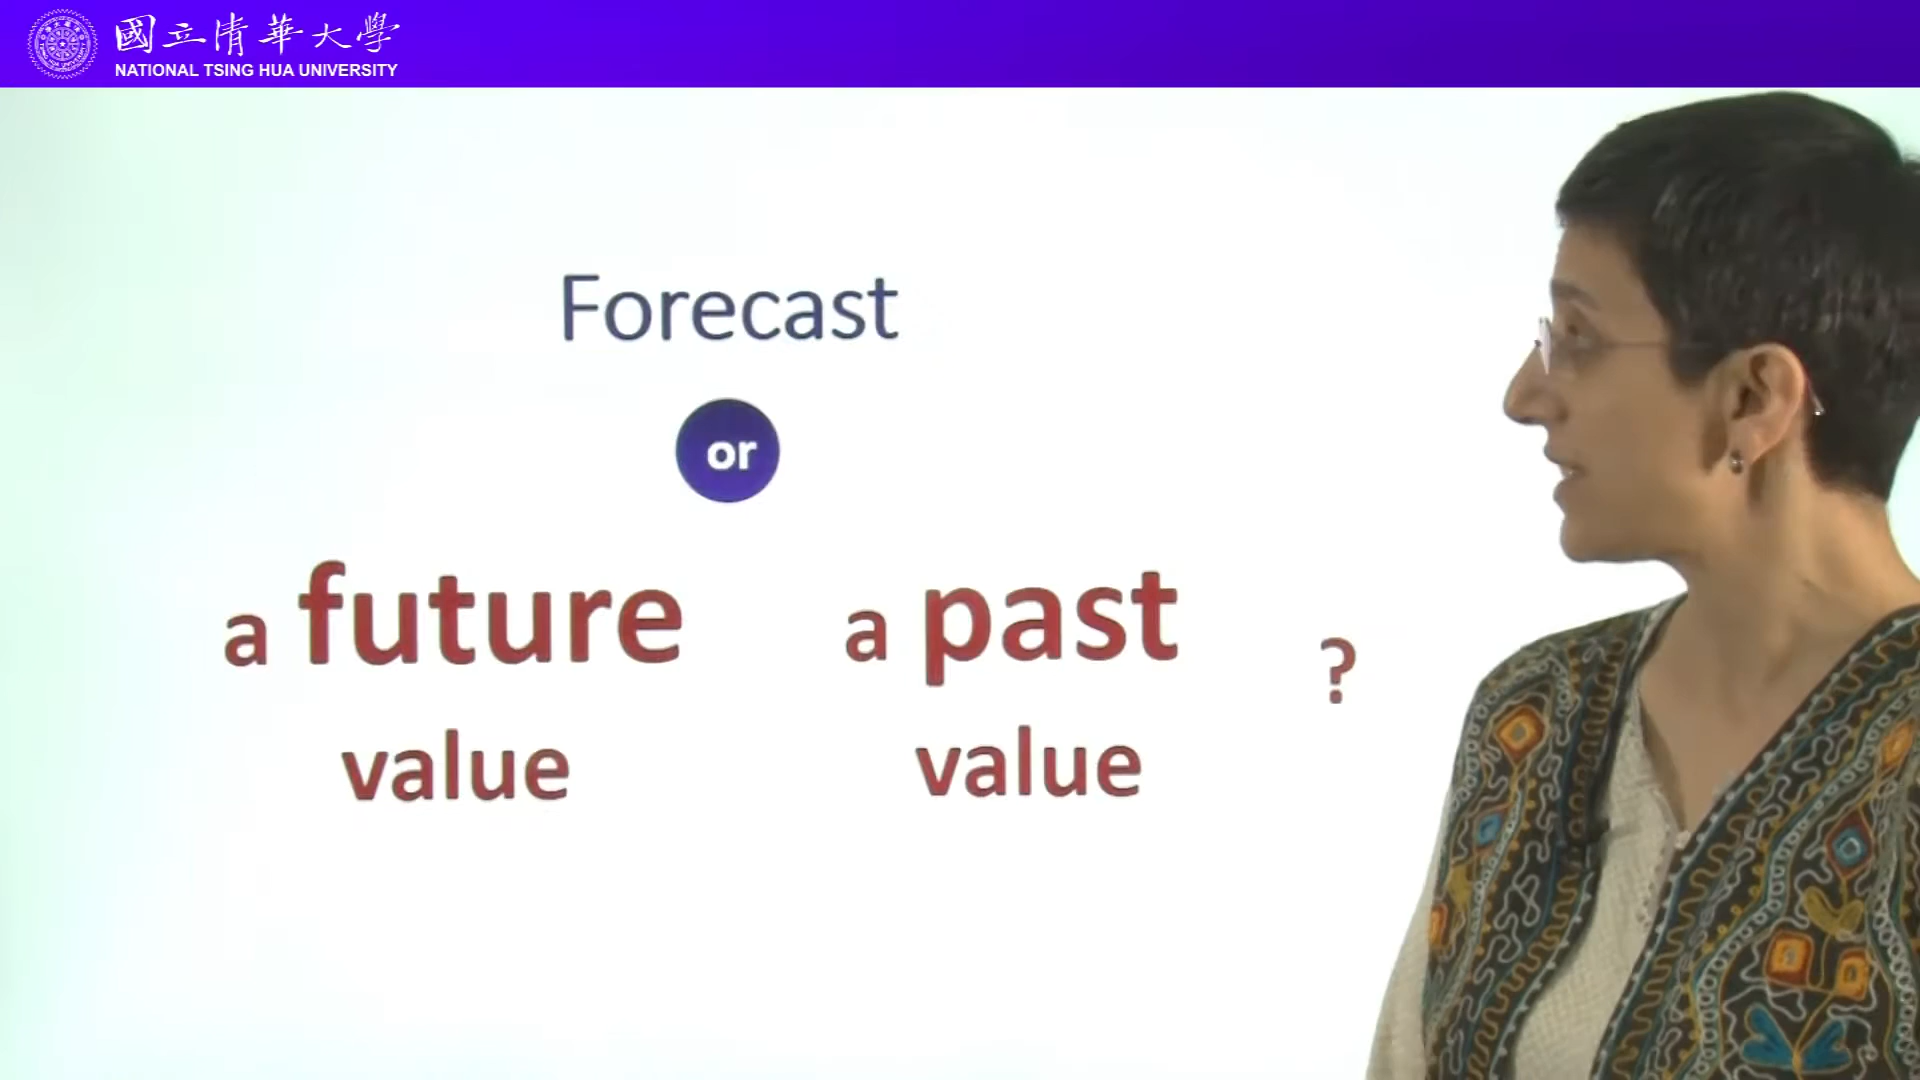 國立清華大學
NATIONAL TSING HUA UNIVERSITY
Forecast
or
a future a past ?
value value